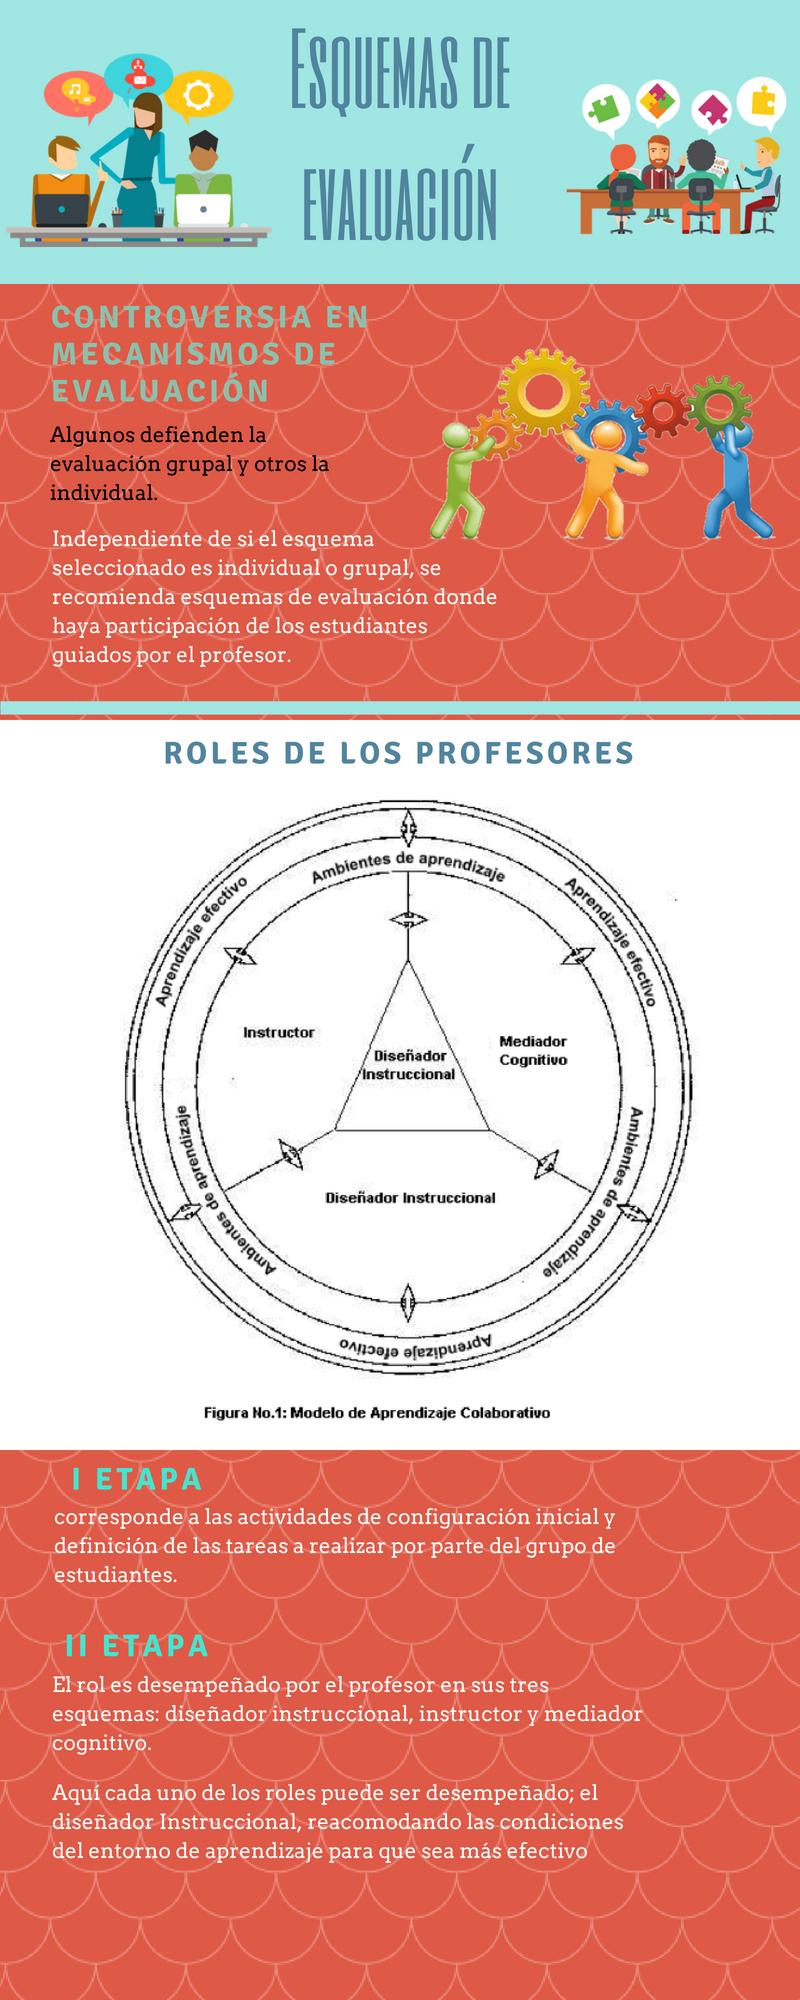 Esquemas de
evaluación
CONTROVERSIA EN
MECANISMOS DE
EVALUACIÓN
Algunos defienden la
evaluación grupal y otros la
individual.
Independiente de si el esquema
seleccionado es individual o grupal, se
recomienda esquemas de evaluación donde
haya participación de los estudiantes
guiados por el profesor.
ROLES DE LOS PROFESORES
Ambientes de aprendizaje
Aprendizaje efectivo
Aprendizaje efectivo
Instructor
Mediador
Cognitivo
Diseñador
Instruccional
Ambientes de aprendizaje
Ambientes de aprendizaje
Diseñador Instruccional
Aprendizaje efectivo
Figura No.1: Modelo de Aprendizaje Colaborativo
I ETAPA
corresponde a las actividades de configuración inicial y
definición de las tareas a realizar por parte del grupo de
estudiantes.
II ETAPA
El rol es desempeñado por el profesor en sus tres
esquemas: diseñador instruccional, instructor y mediador
cognitivo.
Aquí cada uno de los roles puede ser desempeñado; el
diseñador Instruccional, reacomodando las condiciones
del entorno de aprendizaje para que sea más efectivo